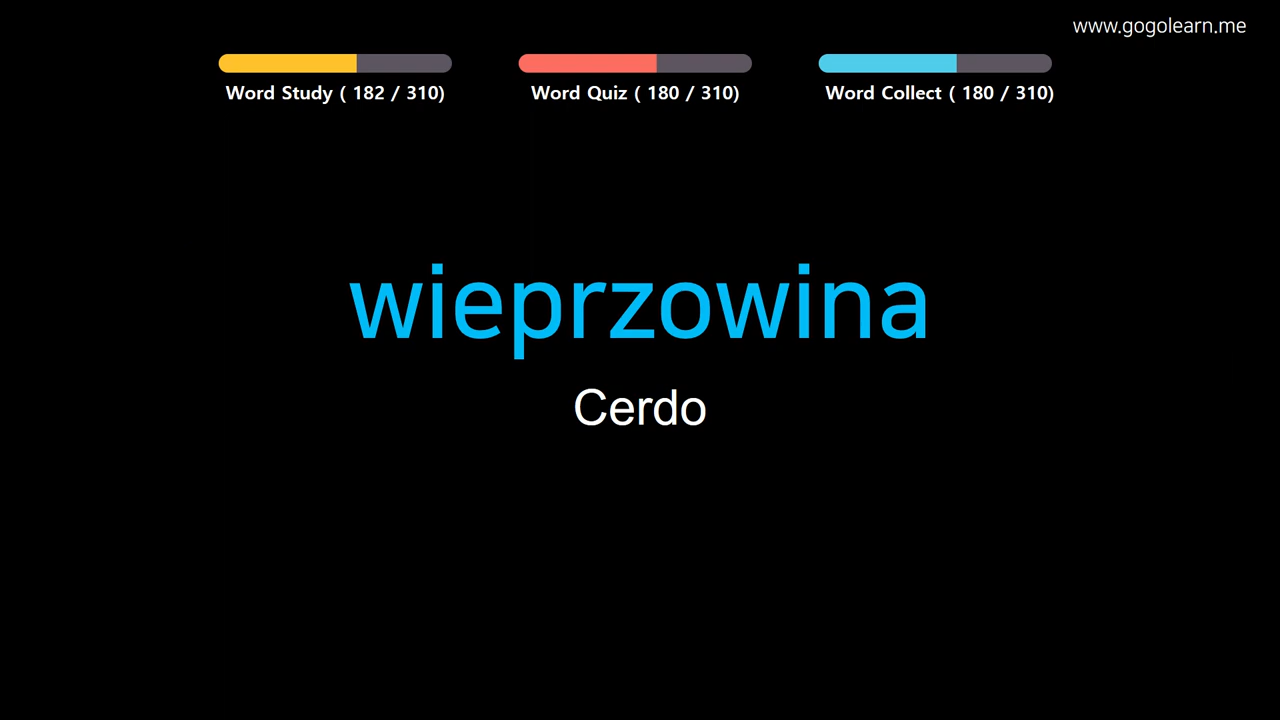 www.gogolearn.me
Word Study ( 182 / 310)
Word Quiz ( 180 / 310)
Word Collect ( 180 / 310)
wieprzowina
Cerdo